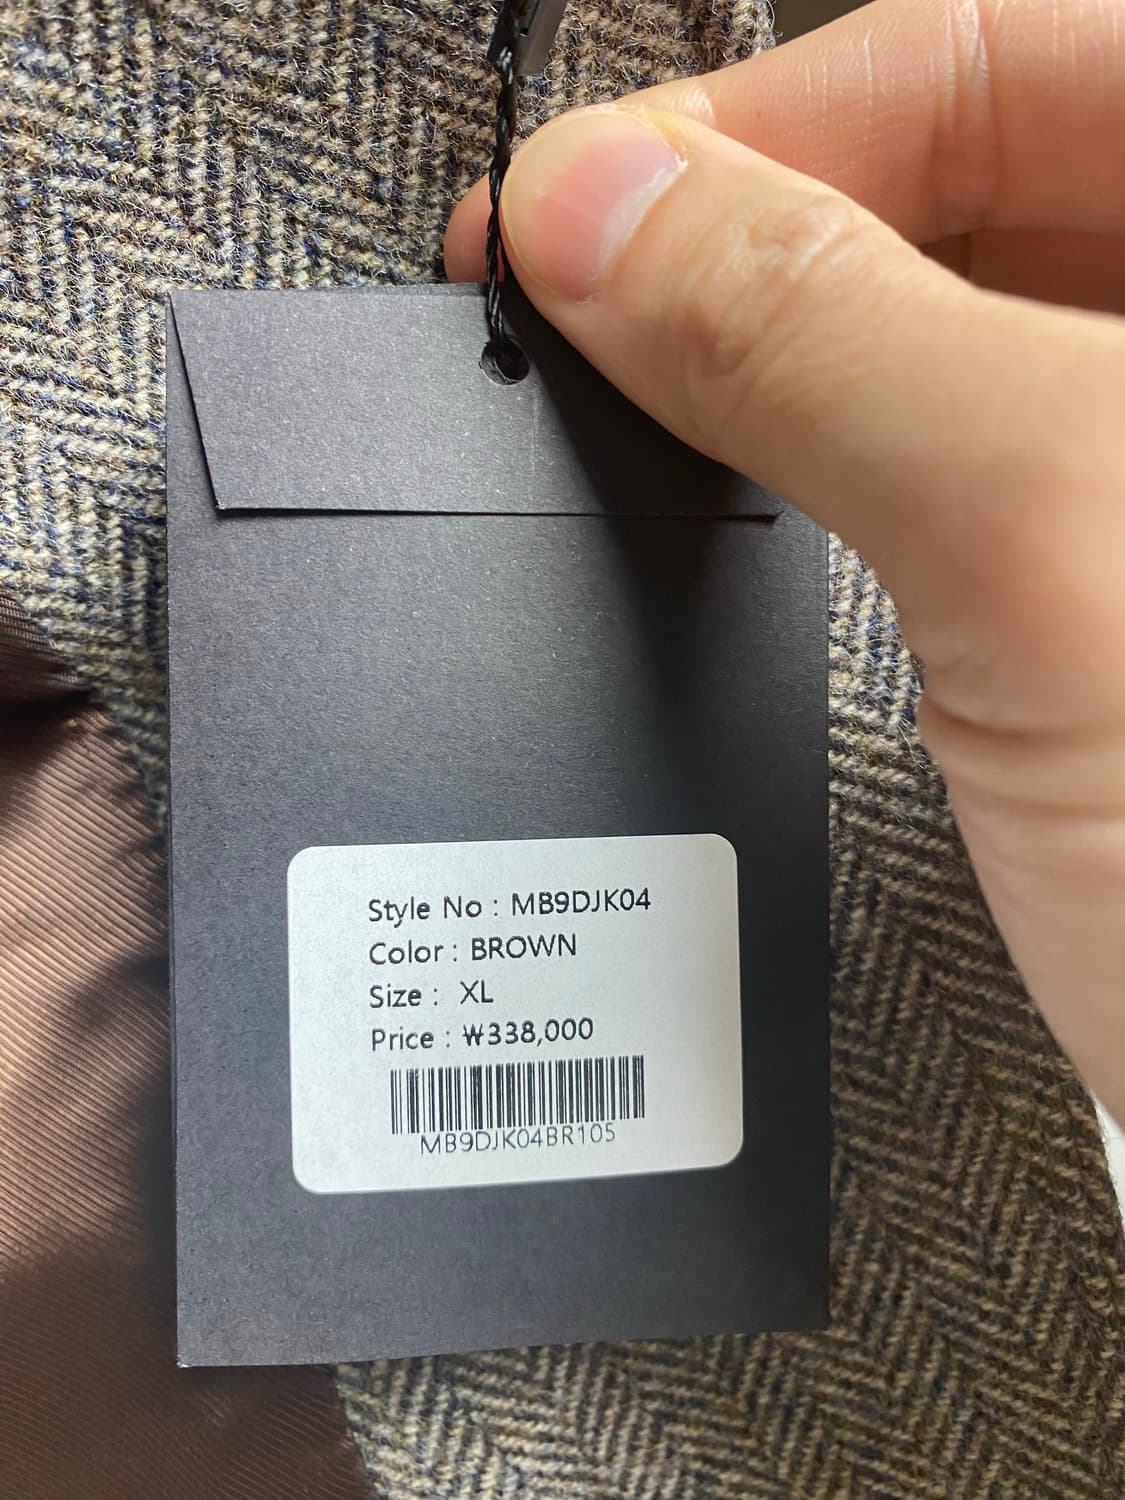 Style No : MB9DJK04
Color : BROWN
Size : XL
Price : ₩338,000
MB9DJK04BR105